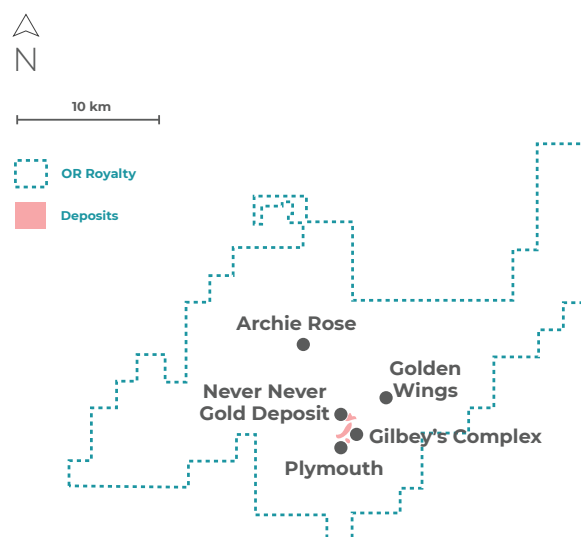 N
10 km
OR Royalty
Deposits
Archie Rose
Golden
Wings
Never Never
Gold Deposit
Gilbey's Complex
Plymouth